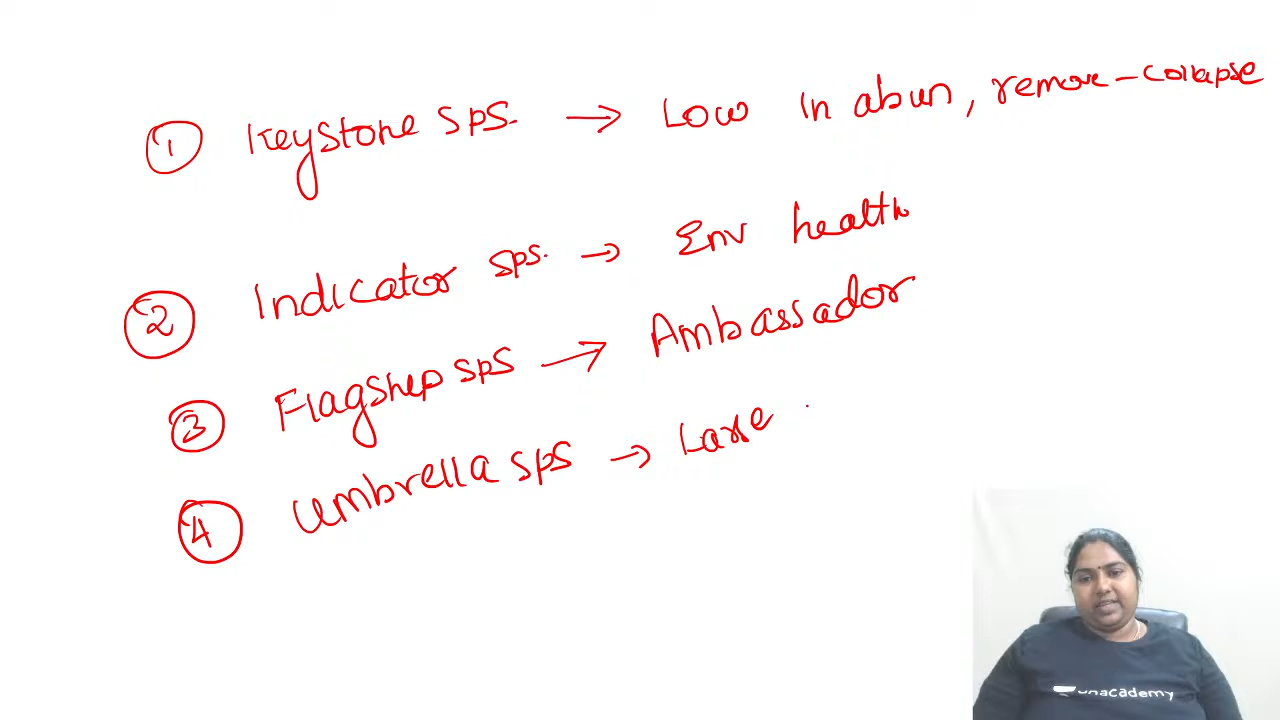 ① Keystone sps. → Low in abun, remove - collapse
② Indicator sps. → Env health
③ Flagship sps → Ambassador
④ Umbrella sps → Large
unacademy